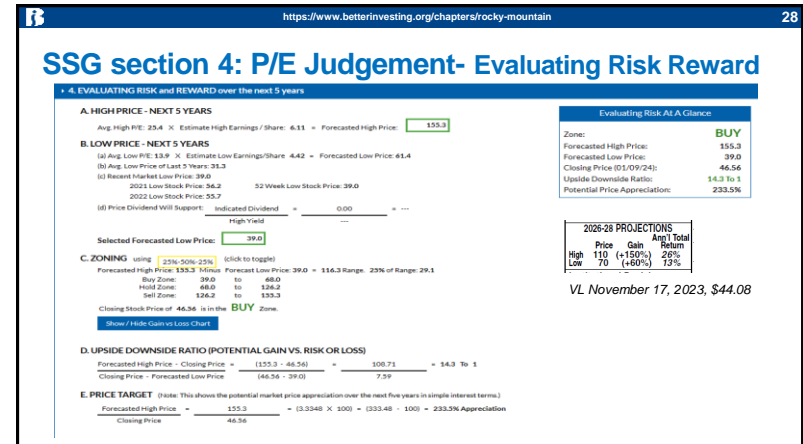 https://www.betterinvesting.org/chapters/rocky-mountain
28
SSG section 4: P/E Judgement- Evaluating Risk Reward
4. EVALUATING RISK and REWARD over the next 5 years
A. HIGH PRICE - NEXT 5 YEARS
Avg. High P/E: 25.4 X Estimate High Earnings / Share: 6.11 = Forecasted High Price: 155.3
B. LOW PRICE - NEXT 5 YEARS
(a) Avg. Low P/E: 13.9 X Estimate Low Earnings/Share 4.42 = Forecasted Low Price: 61.4
(b) Avg. Low Price of Last 5 Years: 31.3
(c) Recent Market Low Price: 39.0
2021 Low Stock Price: 56.2 52 Week Low Stock Price: 39.0
2022 Low Stock Price: 55.7
(d) Price Dividend Will Support: Indicated Dividend = 0.00 = ---
High Yield ---
Selected Forecasted Low Price: 39.0
C. ZONING using 25%-50%-25% (click to toggle)
Forecasted High Price: 155.3 Minus Forecast Low Price: 39.0 = 116.3 Range. 25% of Range: 29.1
Buy Zone: 39.0 to 68.0
Hold Zone: 68.0 to 126.2
Sell Zone: 126.2 to 155.3
Closing Stock Price of 46.56 is in the BUY Zone.
Show / Hide Gain vs Loss Chart
D. UPSIDE DOWNSIDE RATIO (POTENTIAL GAIN VS. RISK OR LOSS)
Forecasted High Price - Closing Price = (155.3 - 46.56) = 108.71 = 14.3 To 1
Closing Price - Forecasted Low Price (46.56 - 39.0) 7.59
E. PRICE TARGET (Note: This shows the potential market price appreciation over the next five years in simple interest terms.)
Forecasted High Price = 155.3 = (3.3348 X 100) = (333.48 - 100) = 233.5% Appreciation
Closing Price 46.56
Evaluating Risk At A Glance
Zone: BUY
Forecasted High Price: 155.3
Forecasted Low Price: 39.0
Closing Price (01/09/24): 46.56
Upside Downside Ratio: 14.3 To 1
Potential Price Appreciation: 233.5%
2026-28 PROJECTIONS
Ann'l Total
Price Gain Return
High 110 (+150%) 26%
Low 70 (+60%) 13%
VL November 17, 2023, $44.08